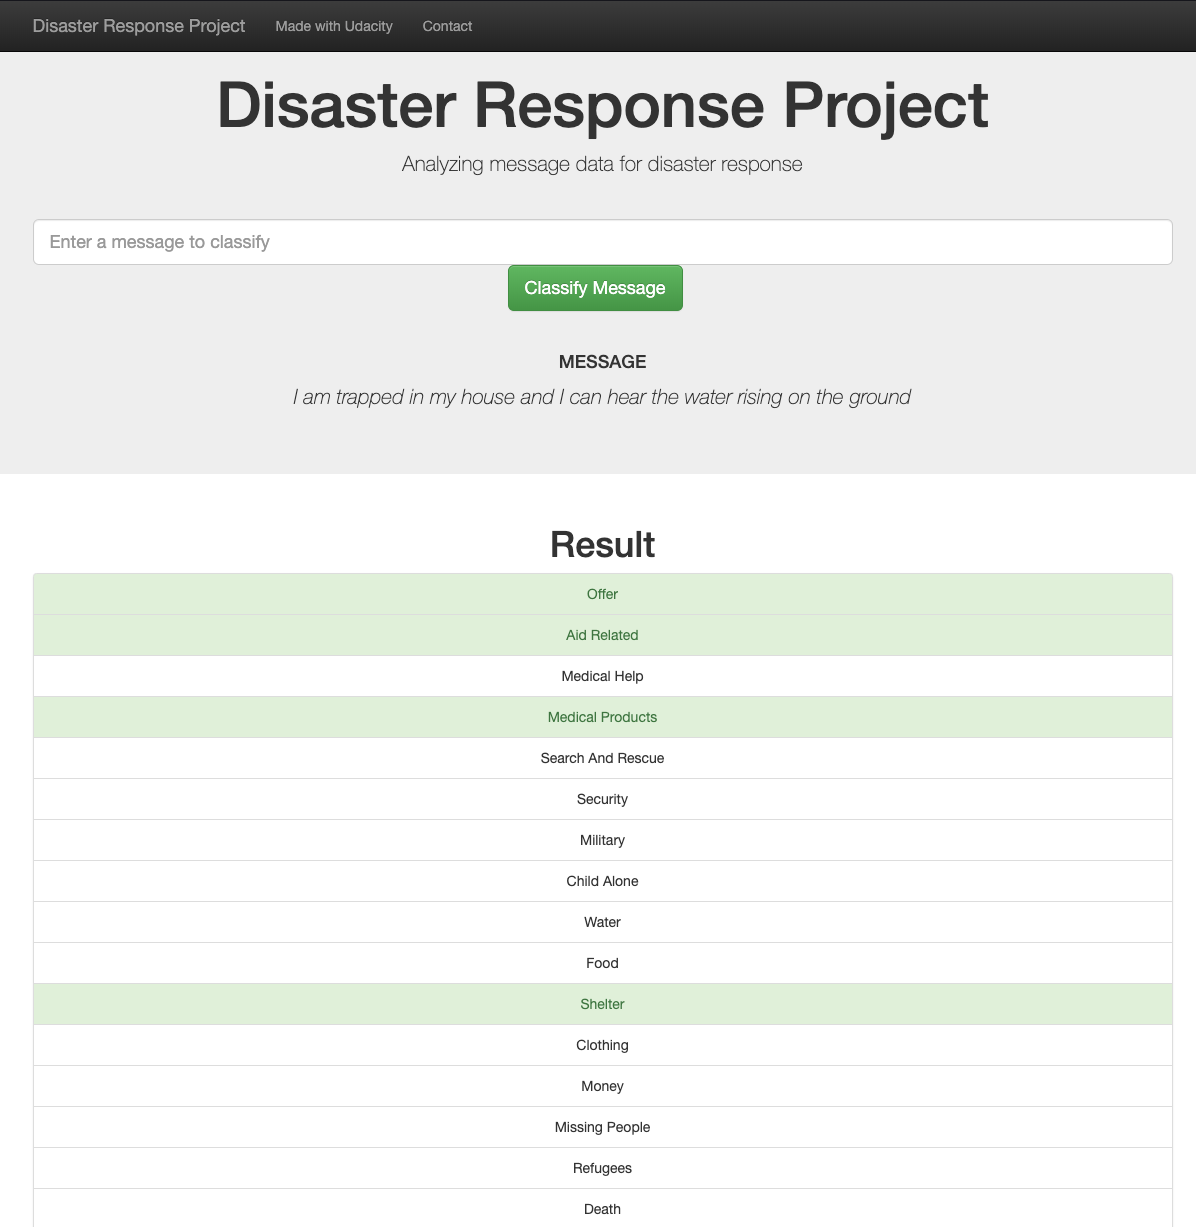 Disaster Response Project Made with Udacity Contact
Disaster Response Project
Analyzing message data for disaster response
Enter a message to classify
Classify Message
MESSAGE
I am trapped in my house and I can hear the water rising on the ground
Result
Offer
Aid Related
Medical Help
Medical Products
Search And Rescue
Security
Military
Child Alone
Water
Food
Shelter
Clothing
Money
Missing People
Refugees
Death